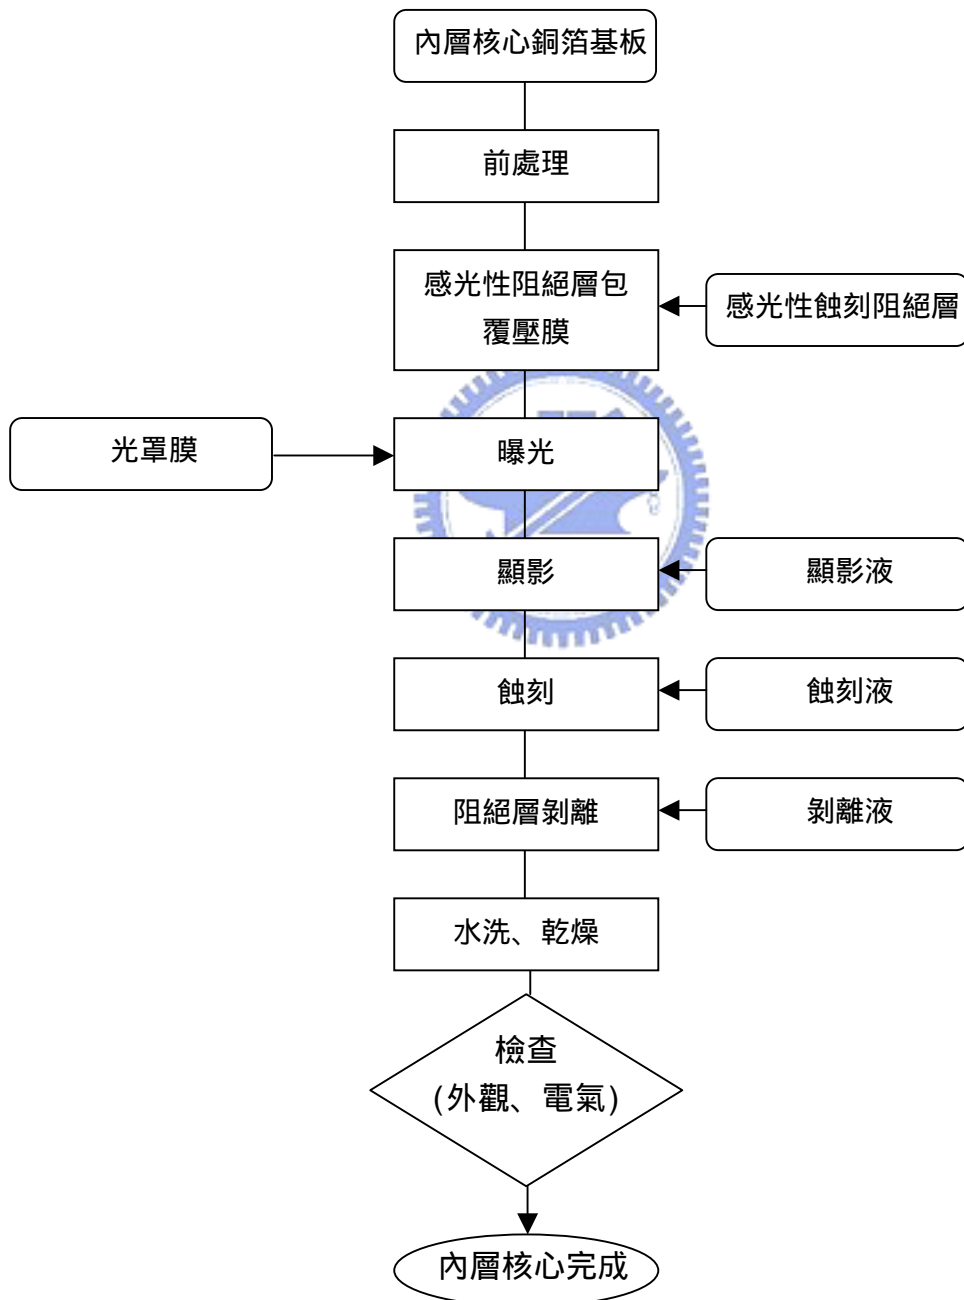 內層核心銅箔基板
前處理
感光性阻絕層包
覆壓膜
感光性蝕刻阻絕層
光罩膜
曝光
顯影
顯影液
蝕刻
蝕刻液
阻絕層剝離
剝離液
水洗、乾燥
檢查
(外觀、電氣)
內層核心完成